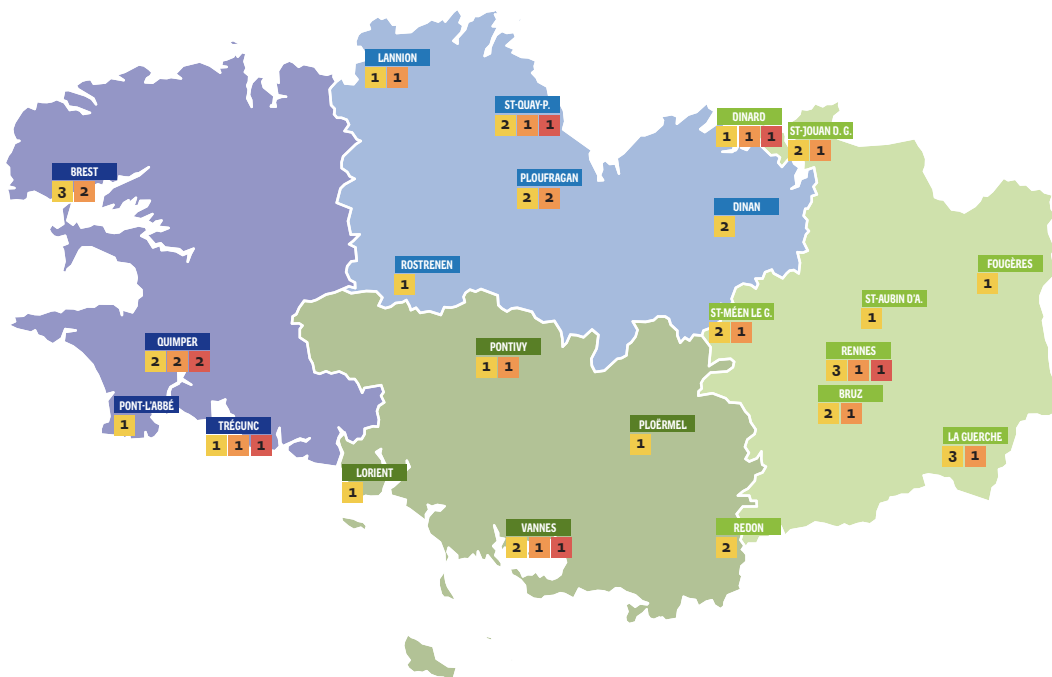 LANNION
1 1
ST-QUAY-P.
2 1 1
DINARD
1 1 1
ST-JOUAN D. G.
2 1
BREST
3 2
PLOUFRAGAN
2 2
DINAN
2
ROSTRENEN
1
FOUGÈRES
1
ST-AUBIN D'A.
1
ST-MÉEN LE G.
2 1
QUIMPER
2 2 2
PONTIVY
1 1
RENNES
3 1 1
BRUZ
2 1
PONT-L'ABBÉ
1
TRÉGUNC
1 1 1
PLOËRMEL
1
LA GUERCHE
3 1
LORIENT
1
VANNES
2 1 1
REDON
2